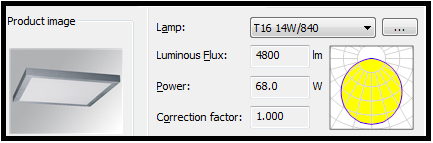 Product image
Lamp: T16 14W/840 ...
Luminous Flux: 4800 lm
Power: 68.0 W
Correction factor: 1.000